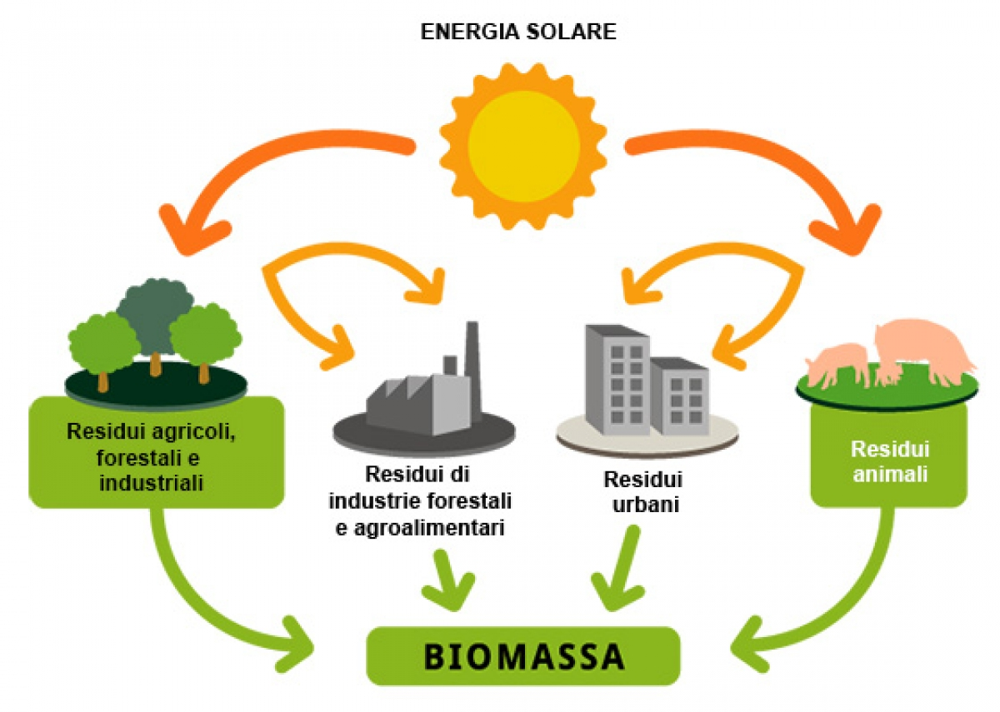 ENERGIA SOLARE
Residui agricoli,
forestali e
industriali
Residui di
industrie forestali
e agroalimentari
Residui
urbani
Residui
animali
BIOMASSA